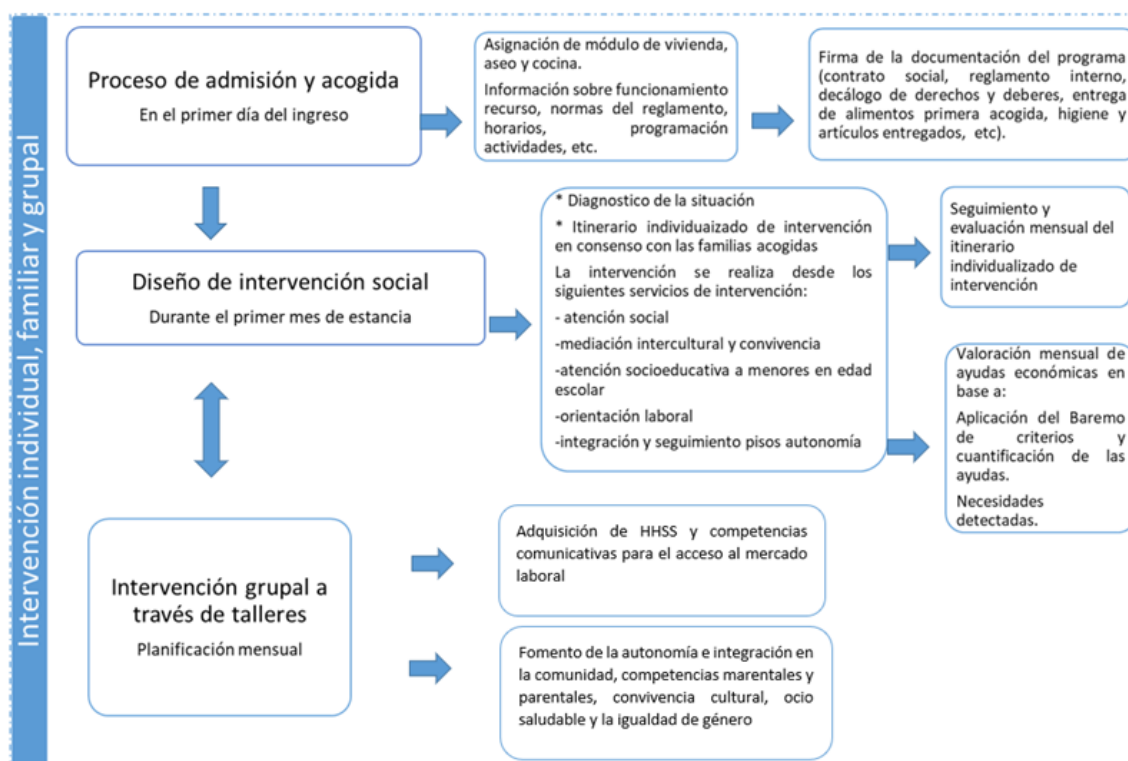 Intervención individual, familiar y grupal
Proceso de admisión y acogida
En el primer día del ingreso
Asignación de módulo de vivienda,
aseo y cocina.
Información sobre funcionamiento
recurso, normas del reglamento,
horarios, programación
actividades, etc.
Firma de la documentación del programa
(contrato social, reglamento interno,
decálogo de derechos y deberes, entrega
de alimentos primera acogida, higiene y
artículos entregados, etc).
Diseño de intervención social
Durante el primer mes de estancia
* Diagnostico de la situación
* Itinerario individuaizado de intervención
en consenso con las familias acogidas
La intervención se realiza desde los
siguientes servicios de intervención:
- atención social
-mediación intercultural y convivencia
-atención socioeducativa a menores en edad
escolar
-orientación laboral
-integración y seguimiento pisos autonomía
Seguimiento y
evaluación mensual del
itinerario
individualizado de
intervención
Valoración mensual de
ayudas económicas en
base a:
Aplicación del Baremo
de criterios y
cuantificación de las
ayudas.
Necesidades
detectadas.
Intervención grupal a
través de talleres
Planificación mensual
Adquisición de HHSS y competencias
comunicativas para el acceso al mercado
laboral
Fomento de la autonomía e integración en
la comunidad, competencias marentales y
parentales, convivencia cultural, ocio
saludable y la igualdad de género